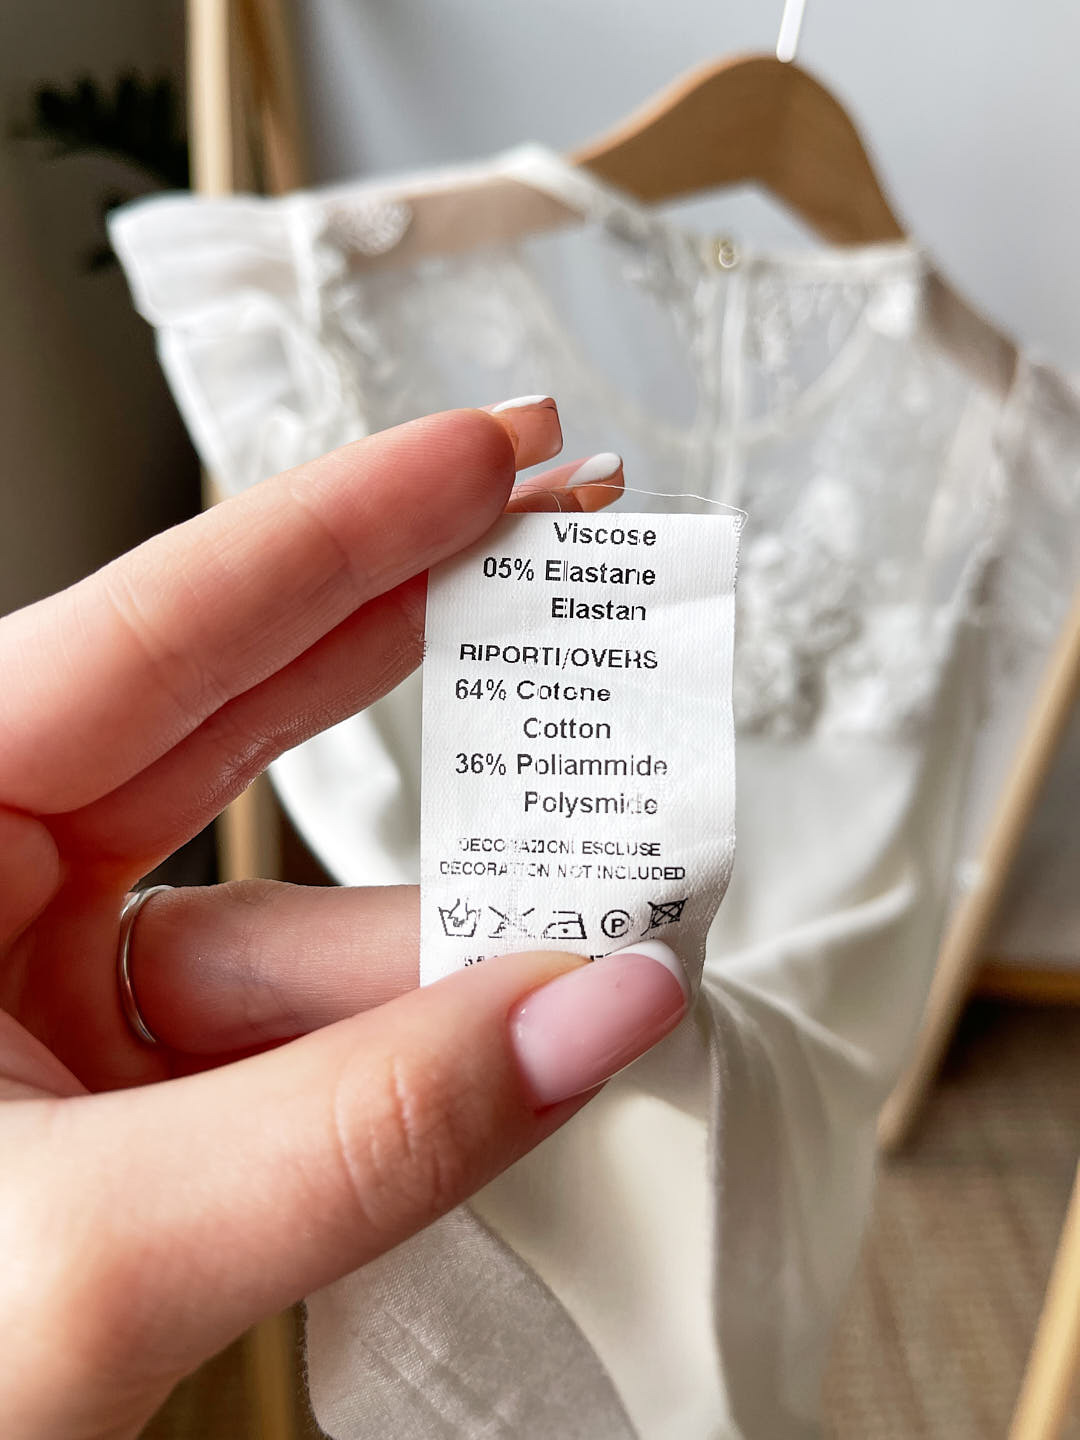 Viscose
05% Elastane
Elastan
RIPORTI/OVERS
64% Cotone
Cotton
36% Poliammide
Polysmide
DECORAZIONI ESCLUSE
DECORATION NOT INCLUDED
P